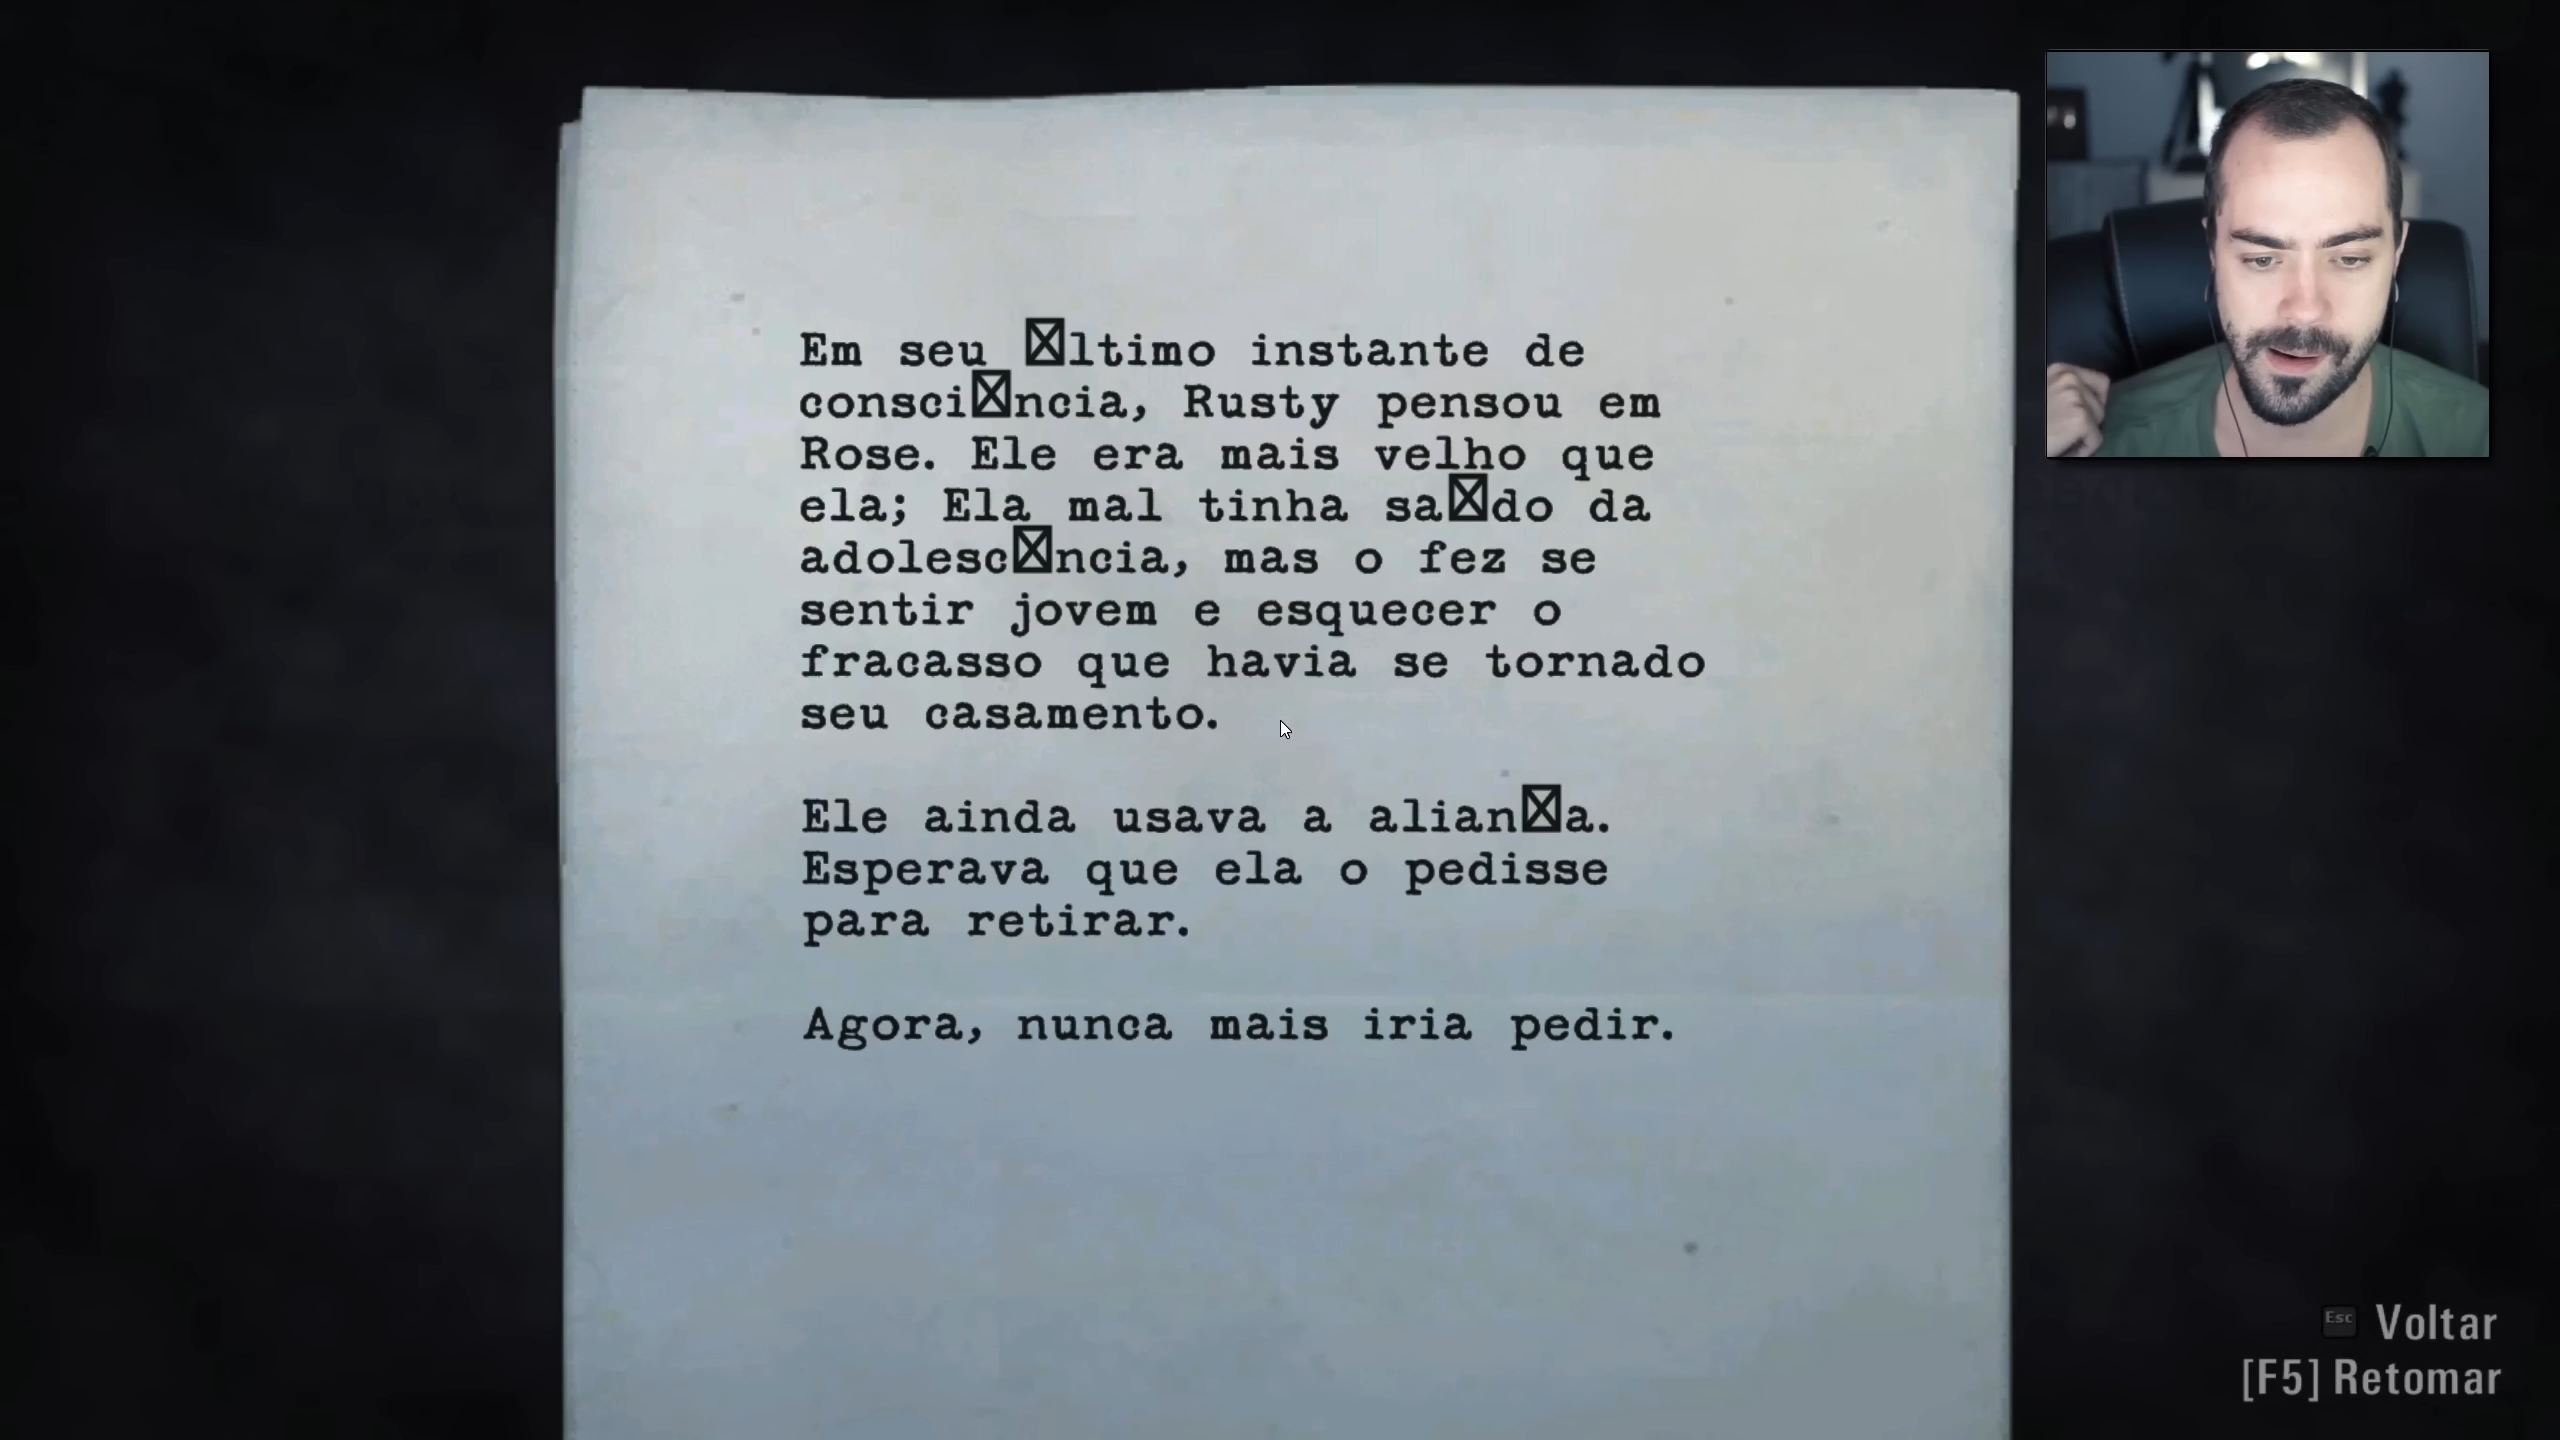 Em seu ☒ltimo instante de
consci☒ncia, Rusty pensou em
Rose. Ele era mais velho que
ela; Ela mal tinha sa☒do da
adolesc☒ncia, mas o fez se
sentir jovem e esquecer o
fracasso que havia se tornado
seu casamento.
Ele ainda usava a alian☒a.
Esperava que ela o pedisse
para retirar.
Agora, nunca mais iria pedir.
Esc Voltar
[F5] Retomar